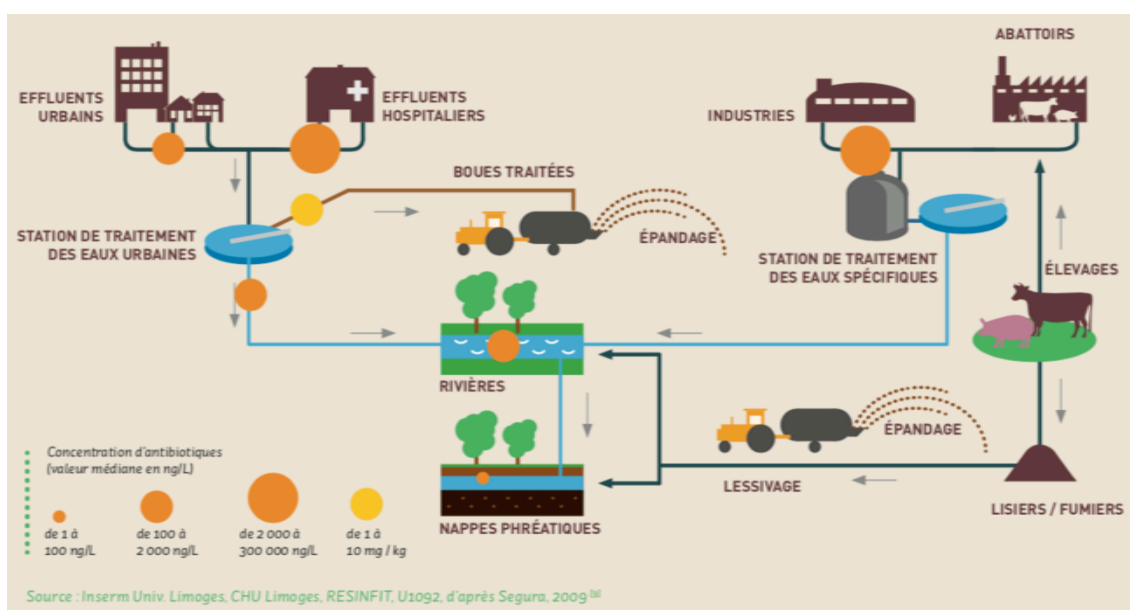 ABATTOIRS
EFFLUENTS
URBAINS
EFFLUENTS
HOSPITALIERS
INDUSTRIES
BOUES TRAITÉES
ÉPANDAGE
STATION DE TRAITEMENT
DES EAUX URBAINES
STATION DE TRAITEMENT
DES EAUX SPÉCIFIQUES
ÉLEVAGES
RIVIÈRES
ÉPANDAGE
LESSIVAGE
LISIERS / FUMIERS
NAPPES PHRÉATIQUES
Concentration d'antibiotiques
(valeur médiane en ng/L)
de 1 à
100 ng/L
de 100 à
2 000 ng/L
de 2 000 à
300 000 ng/L
de 1 à
10 mg / kg
Source : Inserm Univ. Limoges, CHU Limoges, RESINFIT, U1092, d'après Segura, 2009